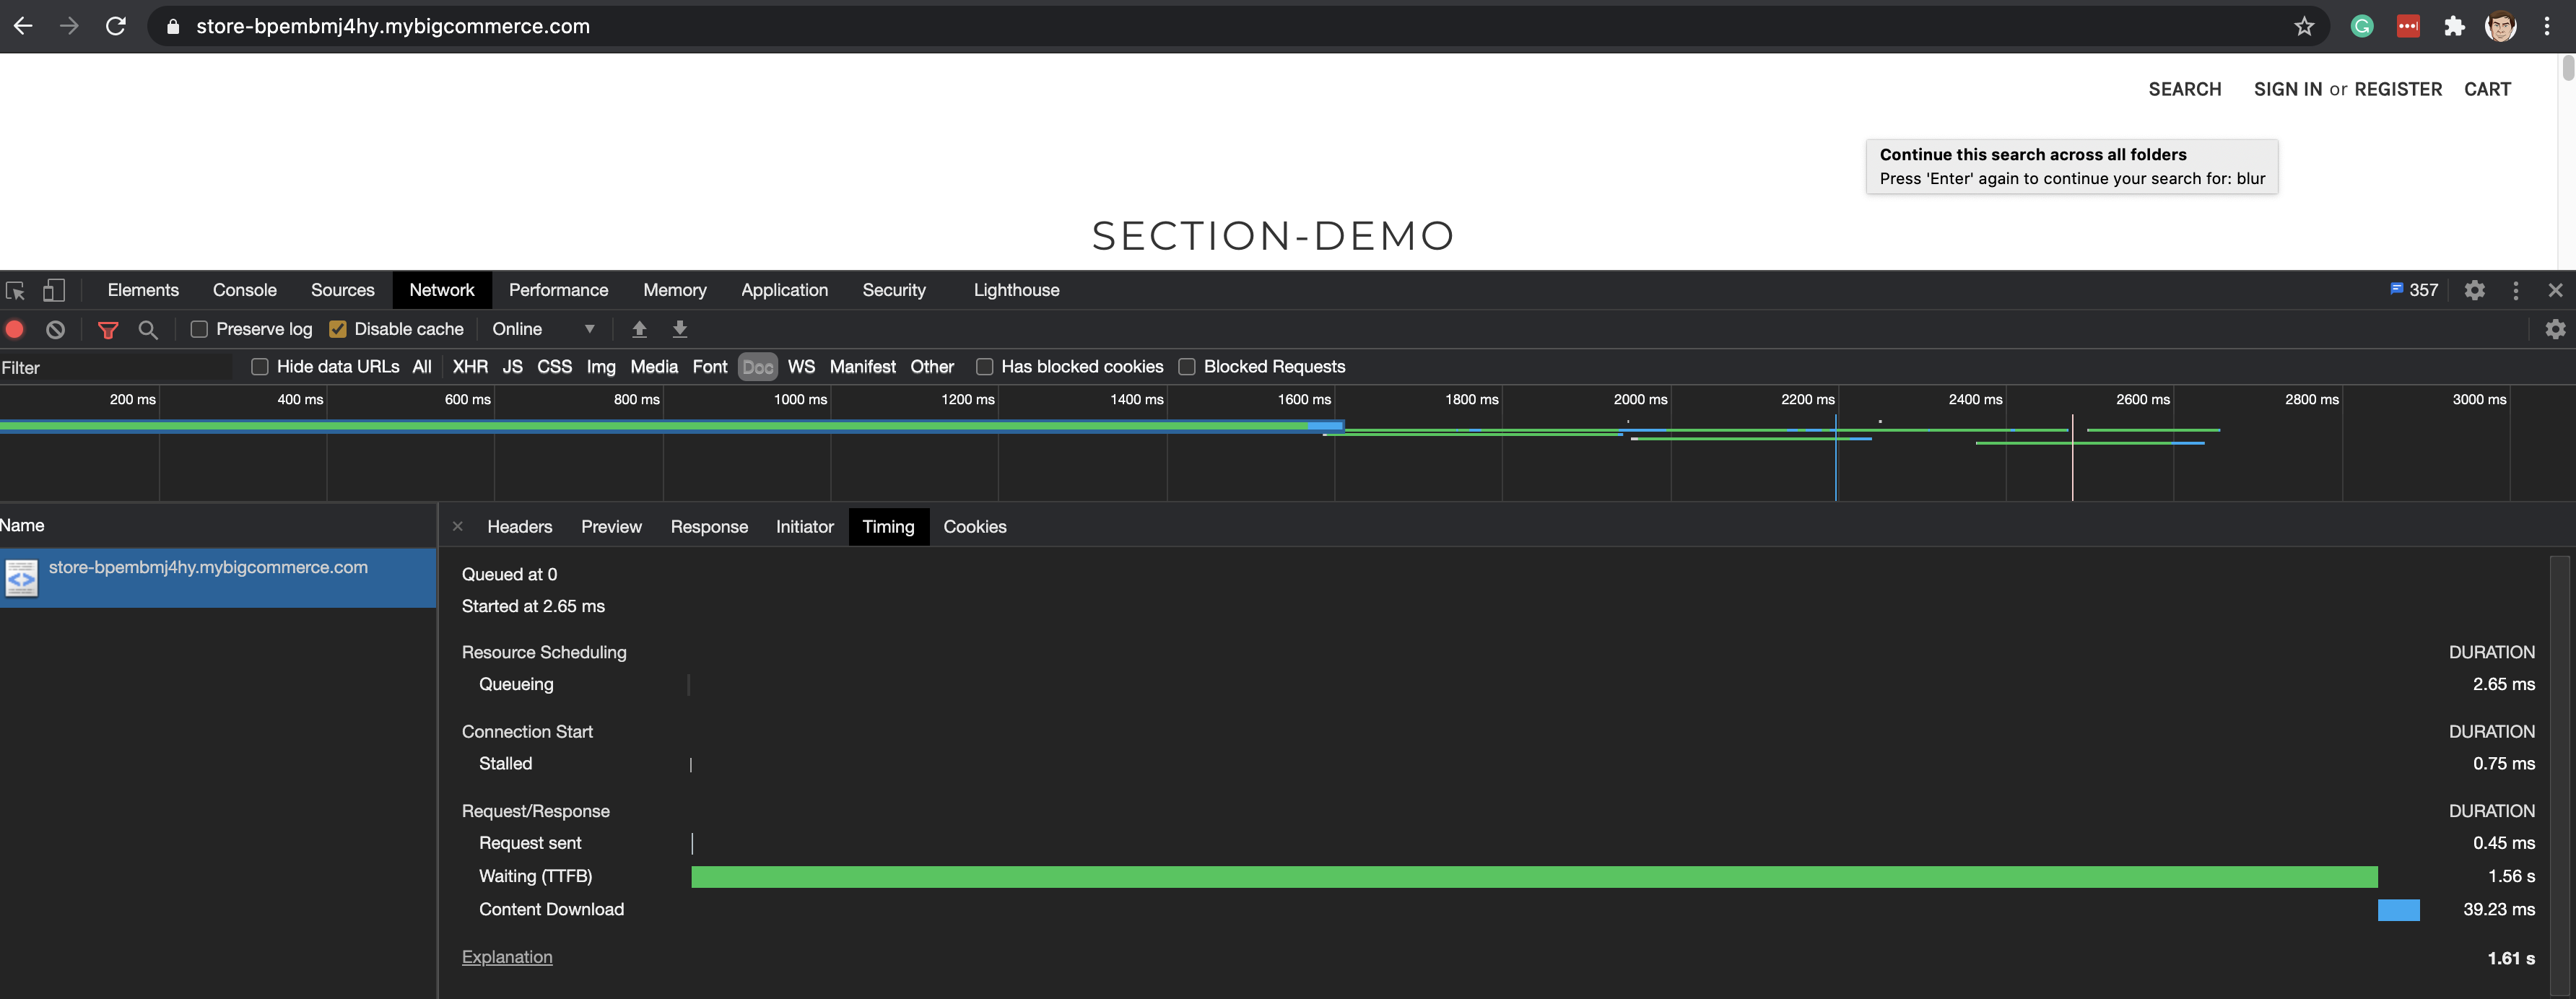 store-bpembmj4hy.mybigcommerce.com
SEARCH SIGN IN or REGISTER CART
Continue this search across all folders
Press 'Enter' again to continue your search for: blur
SECTION-DEMO
Elements Console Sources Network Performance Memory Application Security Lighthouse 357
Preserve log Disable cache Online
Filter Hide data URLs All XHR JS CSS Img Media Font Doc WS Manifest Other Has blocked cookies Blocked Requests
200 ms 400 ms 600 ms 800 ms 1000 ms 1200 ms 1400 ms 1600 ms 1800 ms 2000 ms 2200 ms 2400 ms 2600 ms 2800 ms 3000 ms
Name
store-bpembmj4hy.mybigcommerce.com
Headers Preview Response Initiator Timing Cookies
Queued at 0
Started at 2.65 ms
Resource Scheduling DURATION
Queueing 2.65 ms
Connection Start DURATION
Stalled 0.75 ms
Request/Response DURATION
Request sent 0.45 ms
Waiting (TTFB) 1.56 s
Content Download 39.23 ms
Explanation 1.61 s